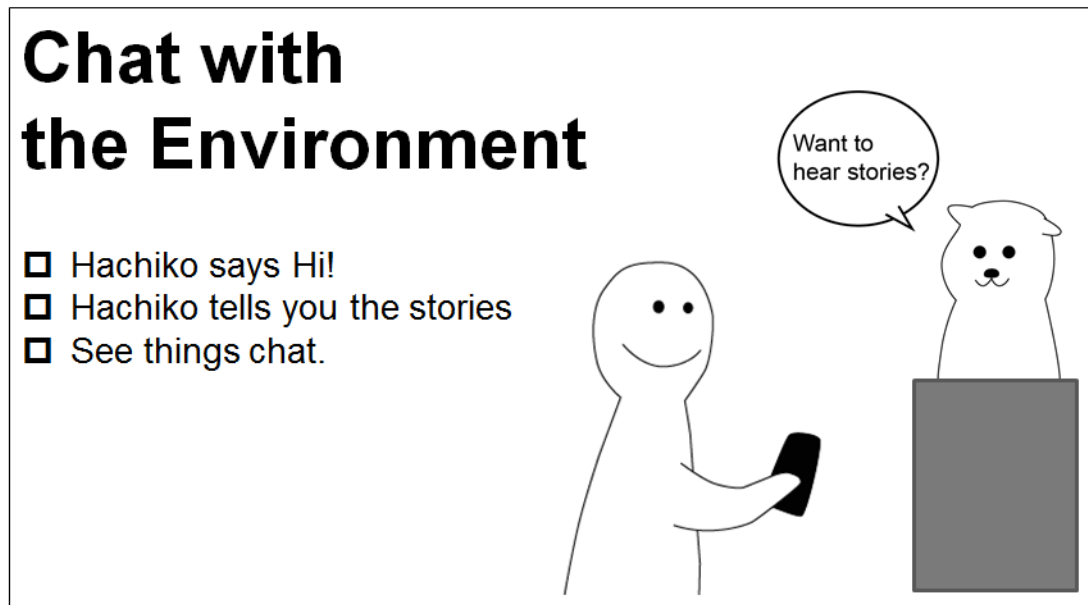 Chat with
the Environment
Want to
hear stories?
Hachiko says Hi!
Hachiko tells you the stories
See things chat.